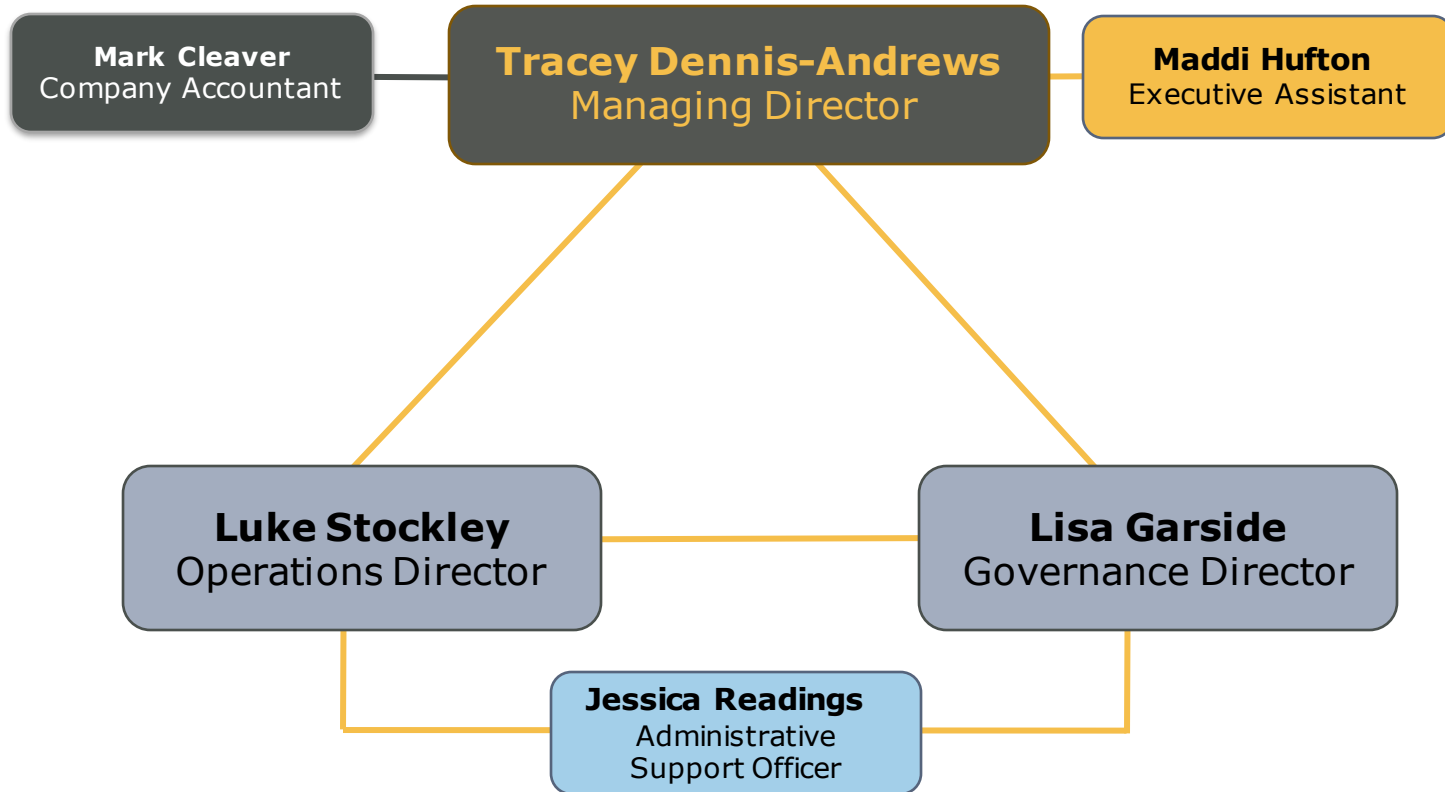 Mark Cleaver
Company Accountant
Tracey Dennis-Andrews
Managing Director
Maddi Hufton
Executive Assistant
Luke Stockley
Operations Director
Lisa Garside
Governance Director
Jessica Readings
Administrative
Support Officer